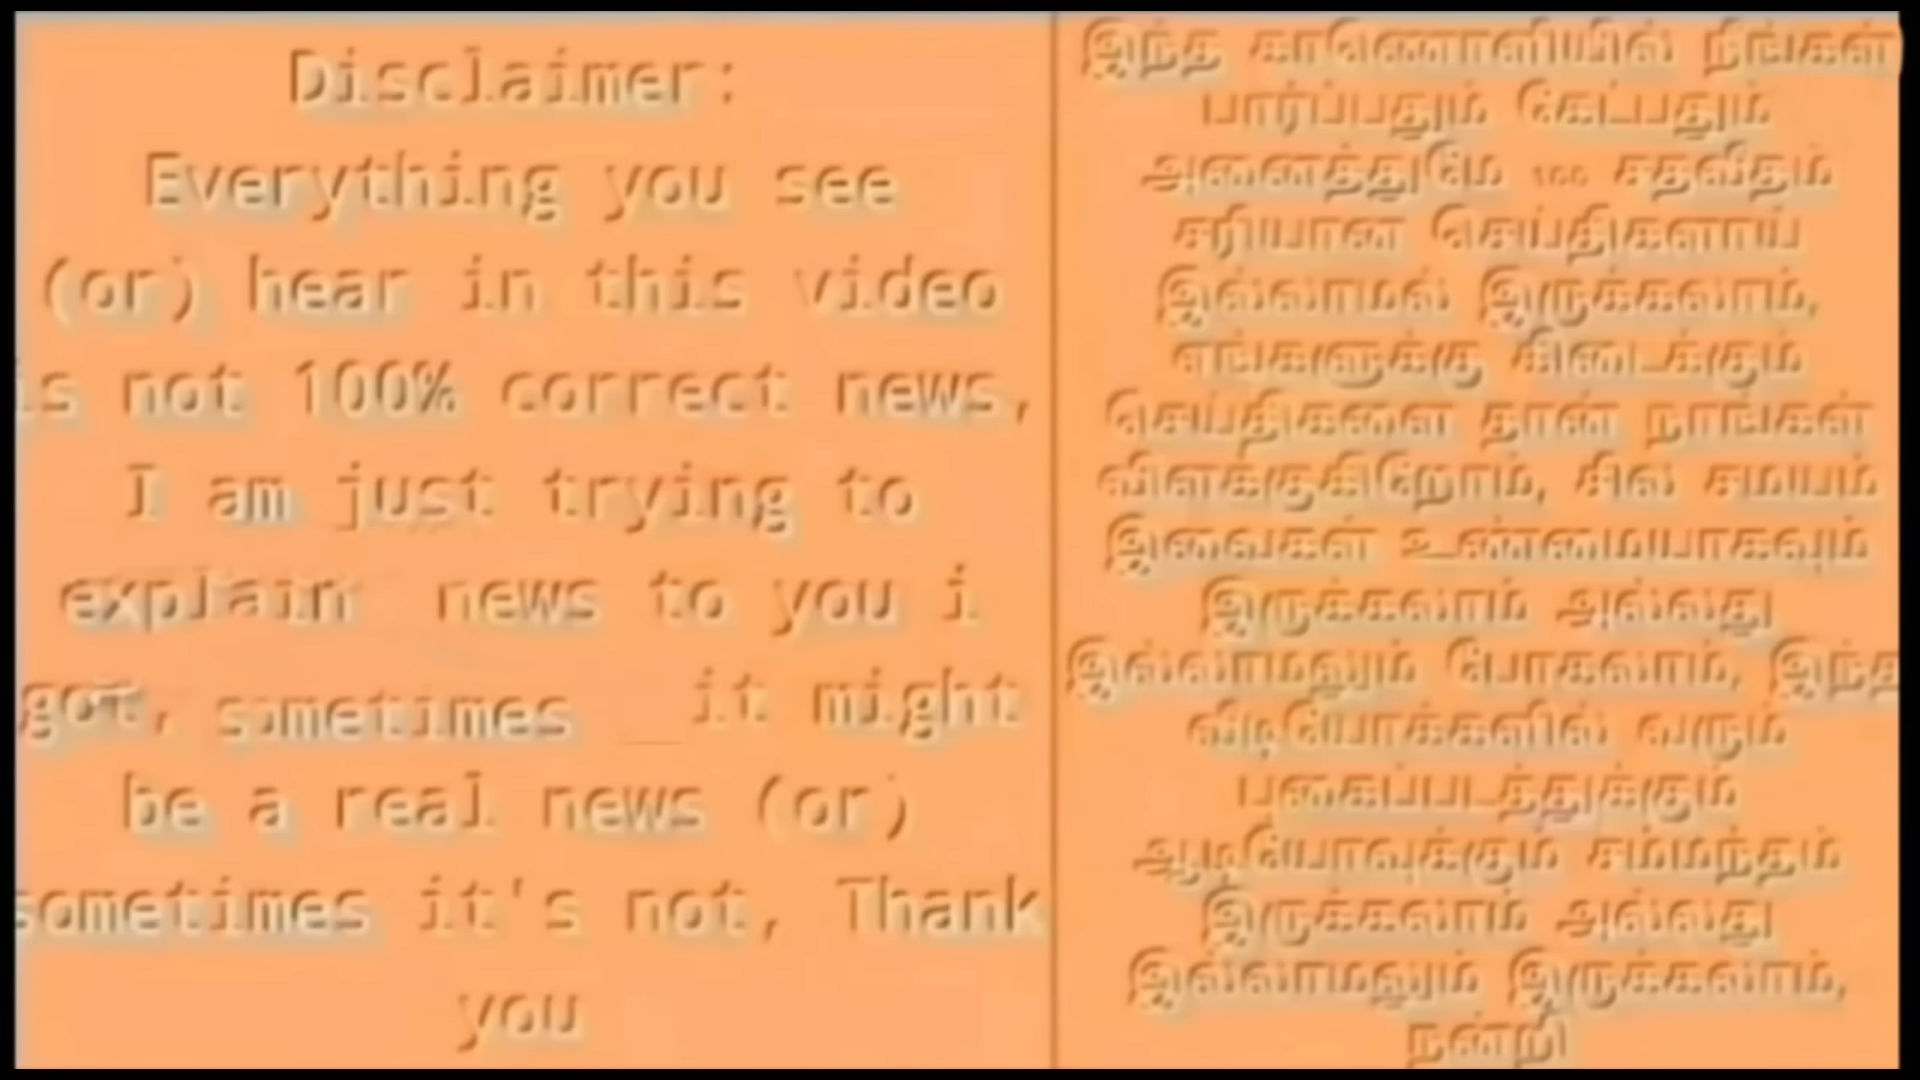 Disclaimer:
Everything you see
(or) hear in this video
is not 100% correct news,
I am just trying to
explain news to you i
got, sometimes _it might
be a real news (or)
sometimes it's not, Thank
you
இந்த காணொளியில் நீங்கள்
பார்ப்பதும் கேட்பதும்
அனைத்துமே 100 சதவீதம்
சரியான செய்திகளாய்
இல்லாமல் இருக்கலாம்,
எங்களுக்கு கிடைக்கும்
செய்திகளை தான் நாங்கள்
விளக்குகிறோம், சில சமயம்
இவைகள் உண்மையாகவும்
இருக்கலாம் அல்லது
இல்லாமலும் போகலாம், இந்த
வீடியோக்களில் வரும்
புகைப்படத்துக்கும்
ஆடியோவுக்கும் சம்மந்தம்
இருக்கலாம் அல்லது
இல்லாமலும் இருக்கலாம்,
நன்றி